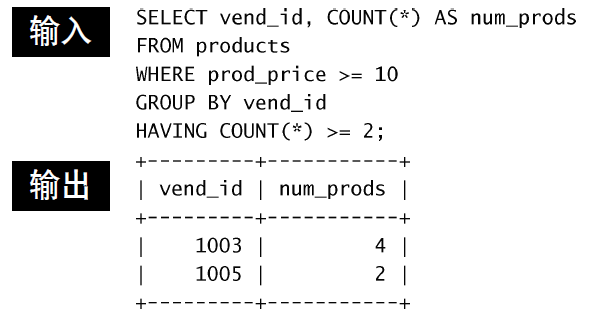 输入
SELECT vend_id, COUNT(*) AS num_prods
FROM products
WHERE prod_price >= 10
GROUP BY vend_id
HAVING COUNT(*) >= 2;
输出
+---------+-----------+
| vend_id | num_prods |
+---------+-----------+
|    1003 |         4 |
|    1005 |         2 |
+---------+-----------+